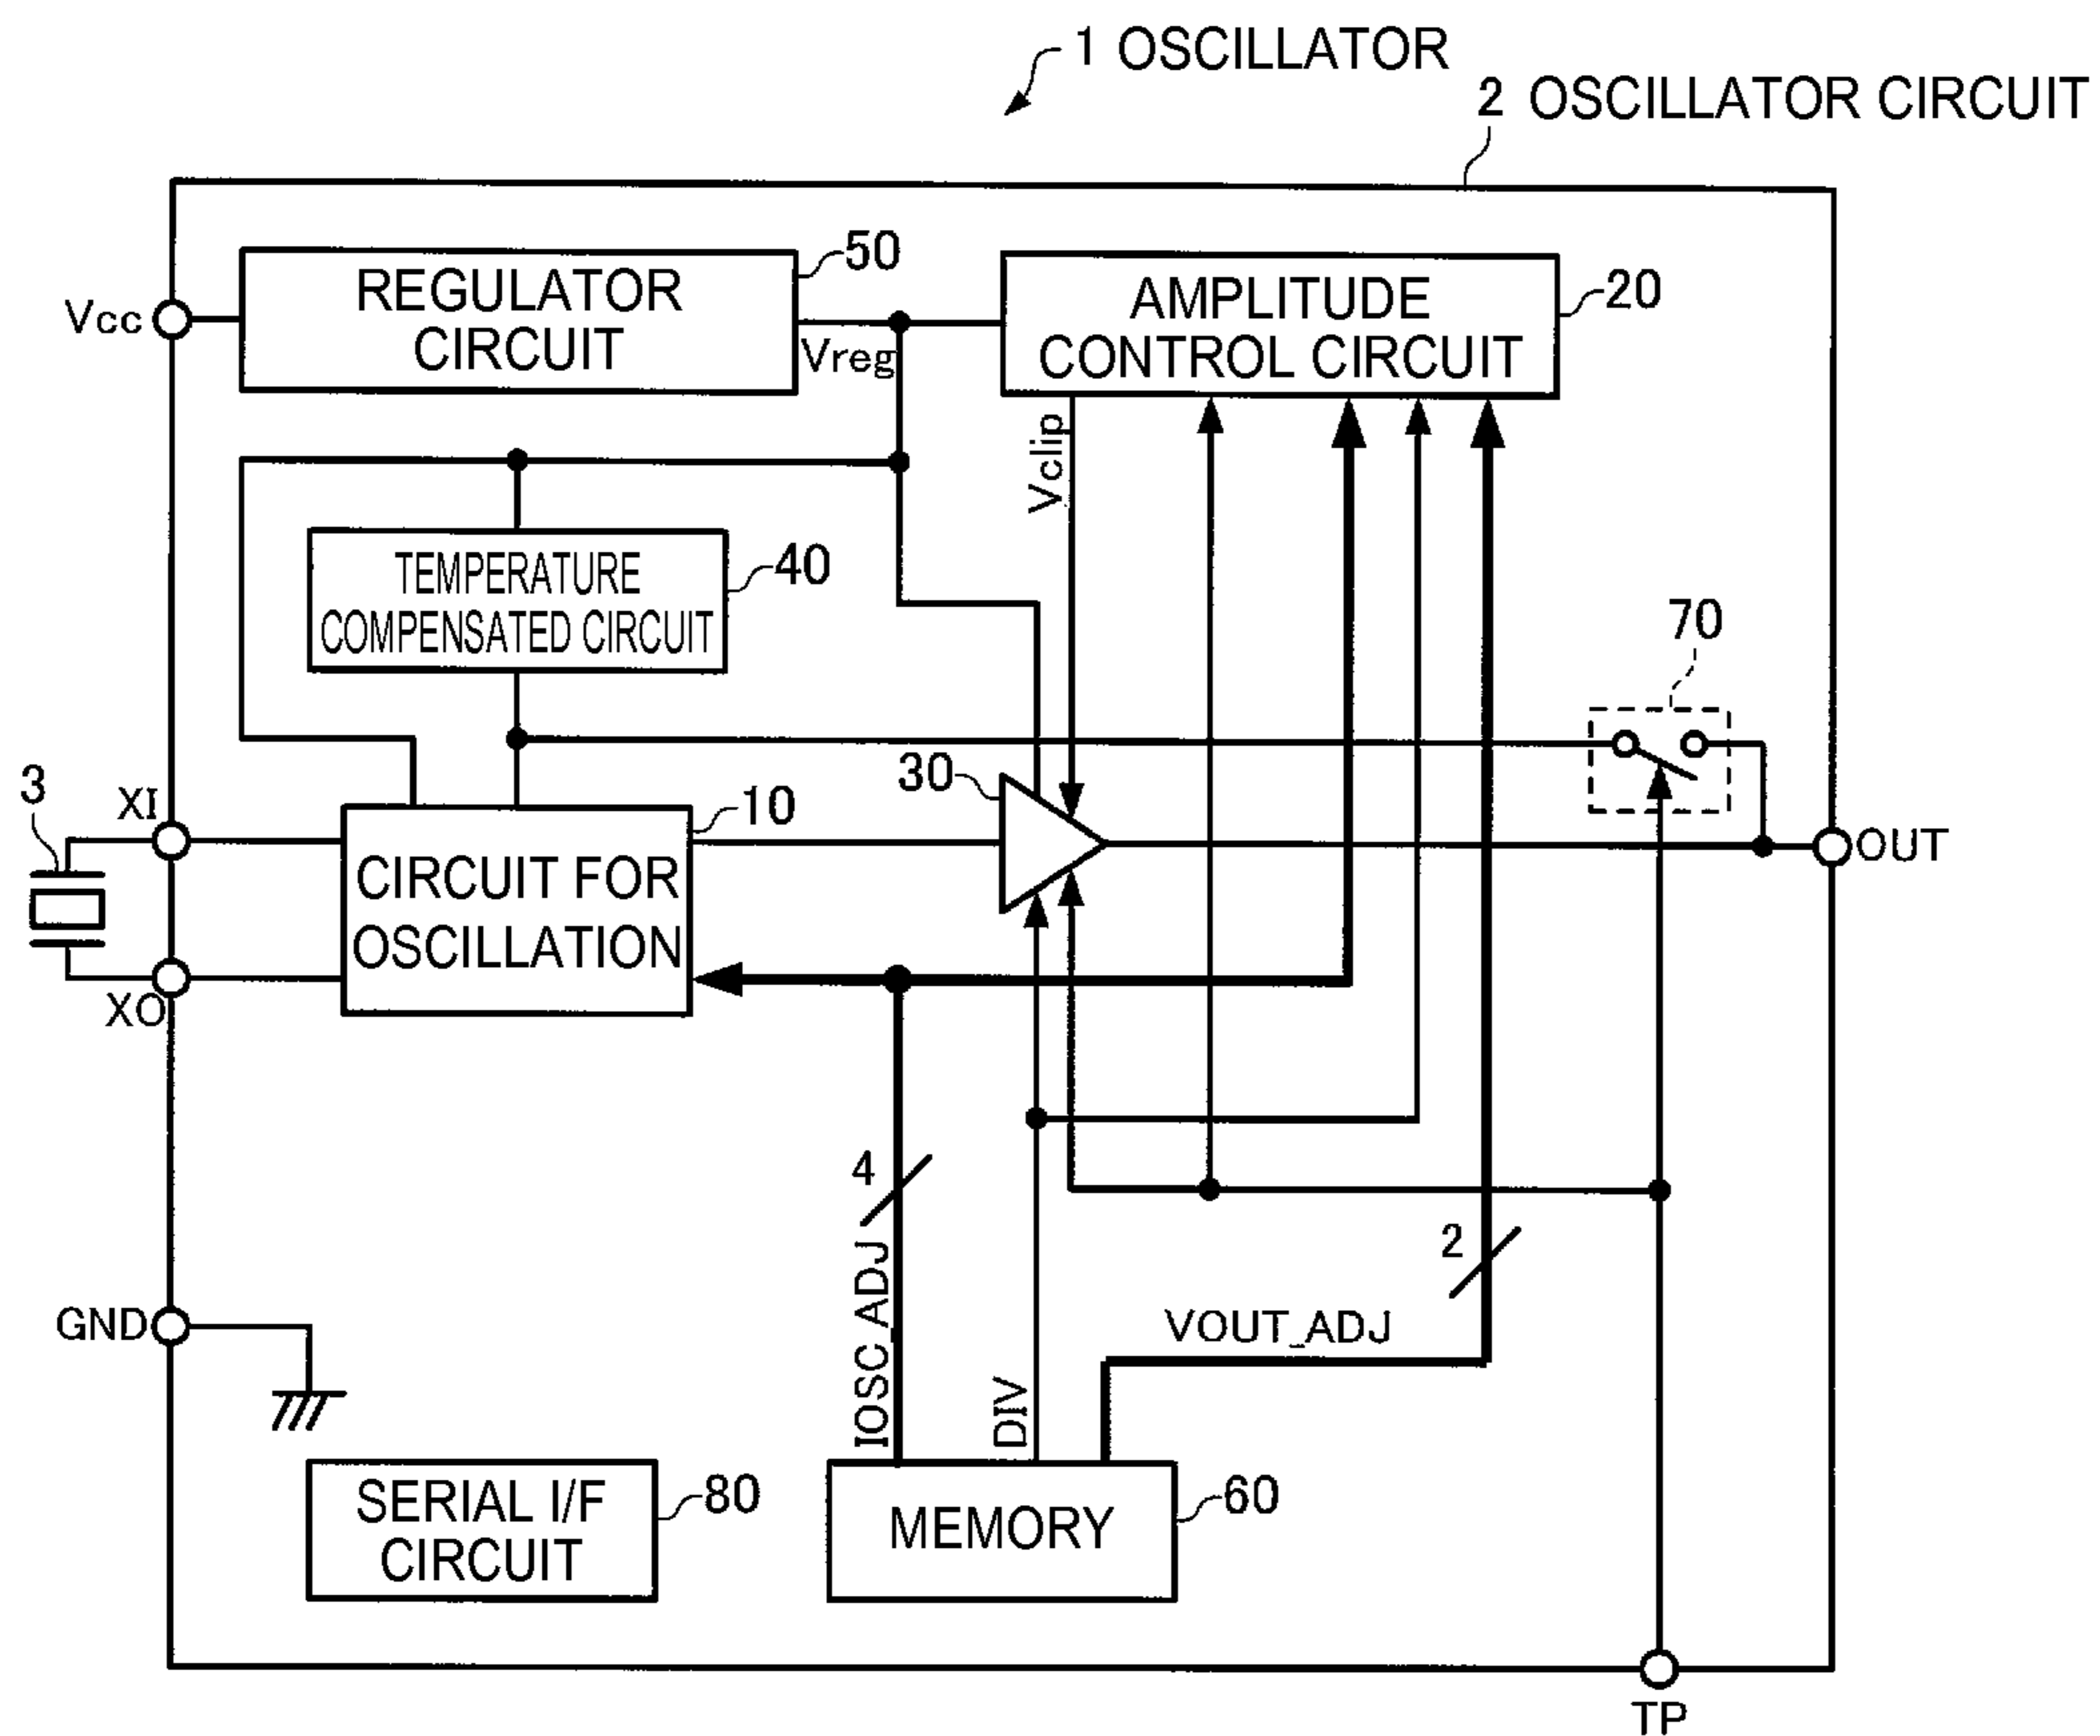 1 OSCILLATOR
2 OSCILLATOR CIRCUIT
50
REGULATOR
CIRCUIT
20
AMPLITUDE
CONTROL CIRCUIT
Vcc
Vreg
Vclip
40
TEMPERATURE
COMPENSATED CIRCUIT
70
3
XI
10
30
CIRCUIT FOR
OSCILLATION
OUT
XO
4
2
IOSC_ADJ
DIV
VOUT_ADJ
GND
80
SERIAL I/F
CIRCUIT
60
MEMORY
TP